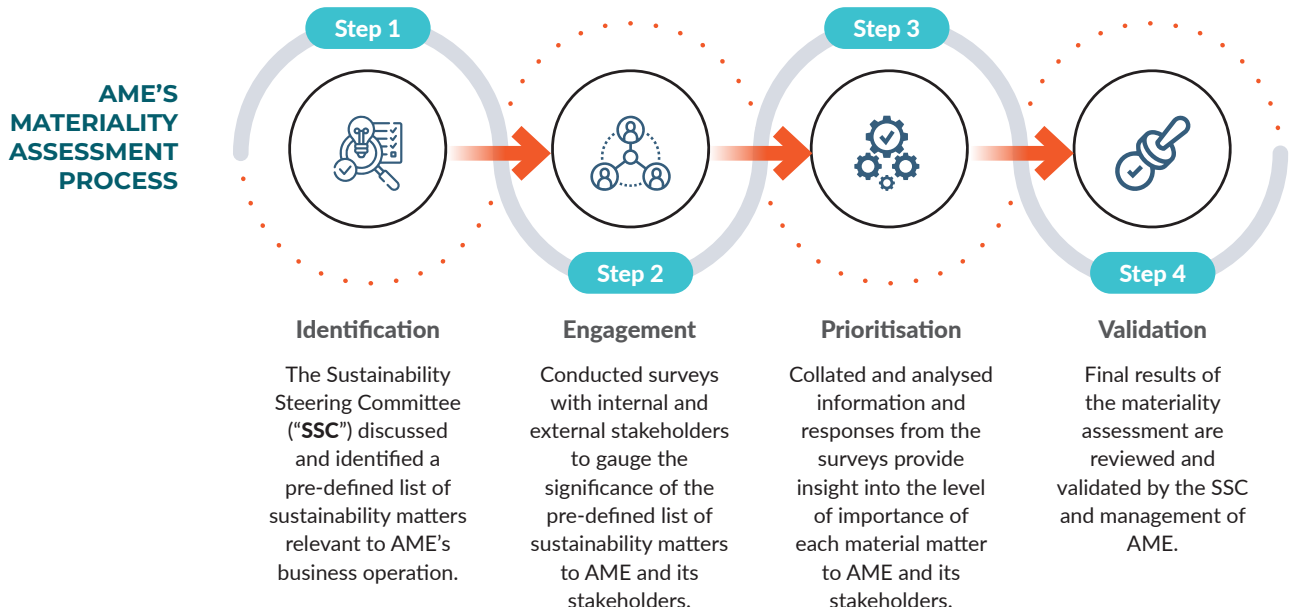 AME'S
MATERIALITY
ASSESSMENT
PROCESS
Step 1
Step 2
Step 3
Step 4
Identification
The Sustainability
Steering Committee
("SSC") discussed
and identified a
pre-defined list of
sustainability matters
relevant to AME's
business operation.
Engagement
Conducted surveys
with internal and
external stakeholders
to gauge the
significance of the
pre-defined list of
sustainability matters
to AME and its
stakeholders.
Prioritisation
Collated and analysed
information and
responses from the
surveys provide
insight into the level
of importance of
each material matter
to AME and its
stakeholders.
Validation
Final results of
the materiality
assessment are
reviewed and
validated by the SSC
and management of
AME.